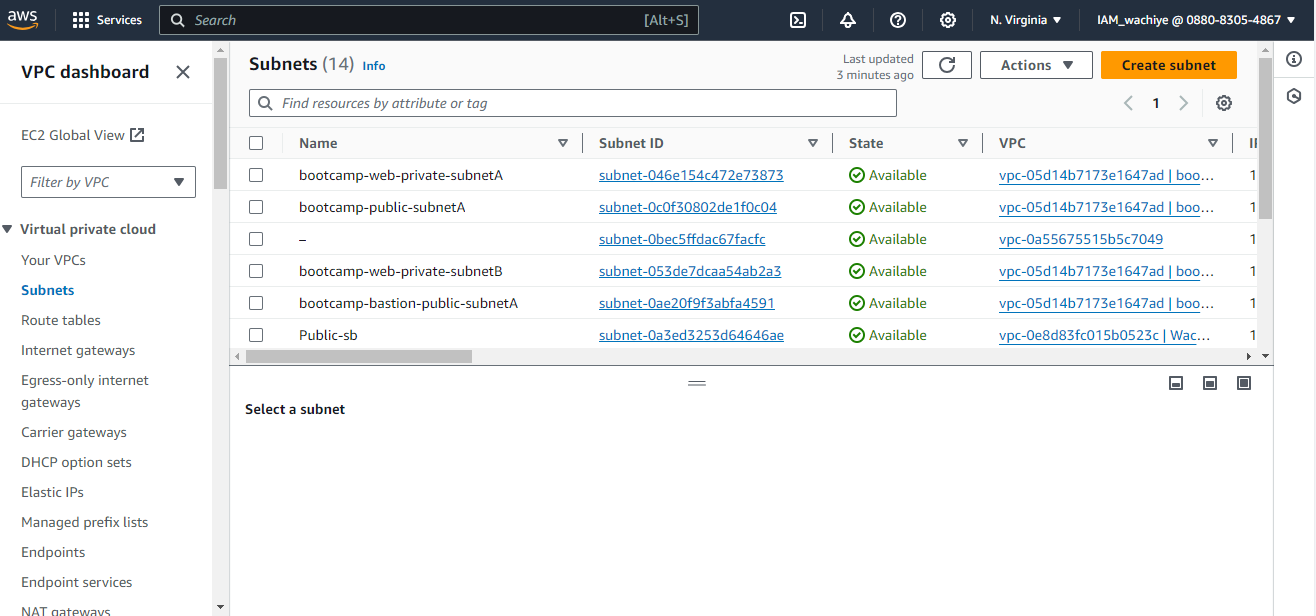 aws Services Search [Alt+S] N. Virginia IAM_wachiye @ 0880-8305-4867
VPC dashboard
EC2 Global View
Filter by VPC
Virtual private cloud
Your VPCs
Subnets
Route tables
Internet gateways
Egress-only internet
gateways
Carrier gateways
DHCP option sets
Elastic IPs
Managed prefix lists
Endpoints
Endpoint services
NAT gateways
Subnets (14) Info
Last updated
3 minutes ago
Actions
Create subnet
Find resources by attribute or tag
1
Name Subnet ID State VPC
bootcamp-web-private-subnetA subnet-046e154c472e73873 Available vpc-05d14b7173e1647ad | boo... 1
bootcamp-public-subnetA subnet-0c0f30802de1f0c04 Available vpc-05d14b7173e1647ad | boo... 1
– subnet-0bec5ffdac67facfc Available vpc-0a55675515b5c7049 1
bootcamp-web-private-subnetB subnet-053de7dcaa54ab2a3 Available vpc-05d14b7173e1647ad | boo... 1
bootcamp-bastion-public-subnetA subnet-0ae20f9f3abfa4591 Available vpc-05d14b7173e1647ad | boo... 1
Public-sb subnet-0a3ed3253d64646ae Available vpc-0e8d83fc015b0523c | Wac... 1
Select a subnet